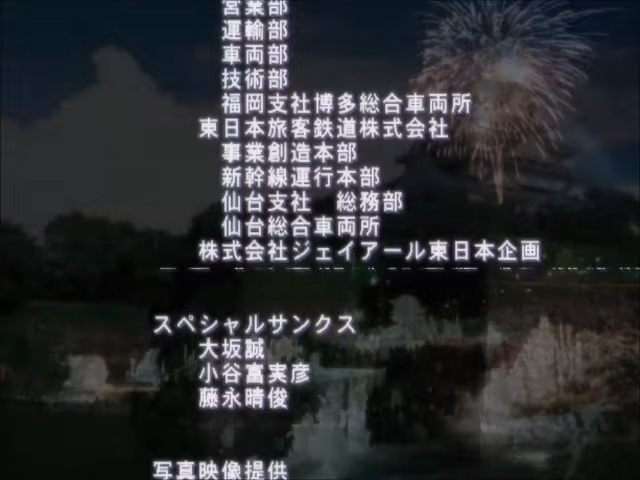 営業部
運輸部
車両部
技術部
福岡支社博多総合車両所
東日本旅客鉄道株式会社
事業創造本部
新幹線運行本部
仙台支社　総務部
仙台総合車両所
株式会社ジェイアール東日本企画
スペシャルサンクス
大坂誠
小谷富実彦
藤永晴俊
写真映像提供